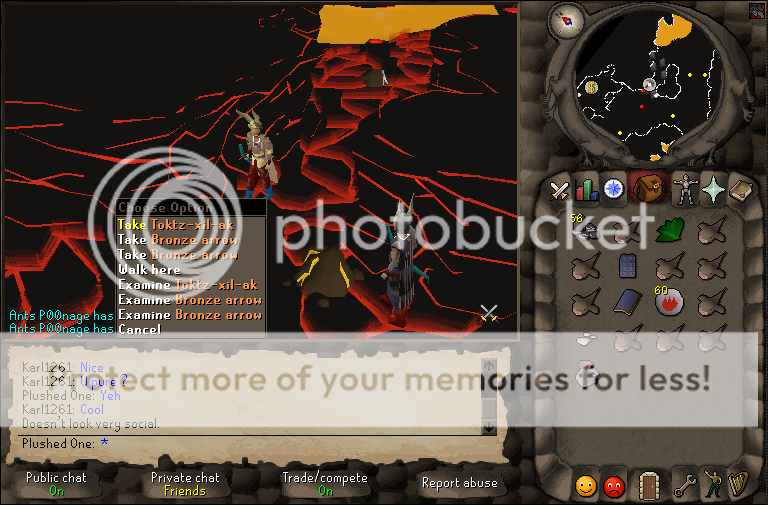 Choose Option
Take Toktz-xil-ak
Take Bronze arrow
Take Bronze arrow
Walk here
Examine Toktz-xil-ak
Examine Bronze arrow
Examine Bronze arrow
Cancel
Ants P00nage has
Ants P00nage has
56
60
photobucket
Protect more of your memories for less!
Karl1261: Nice
Karl1261: U pure ?
Plushed One: Yeh
Karl1261: Cool
Doesn't look very social.
Plushed One: *
Public chat
On
Private chat
Friends
Trade/compete
On
Report abuse